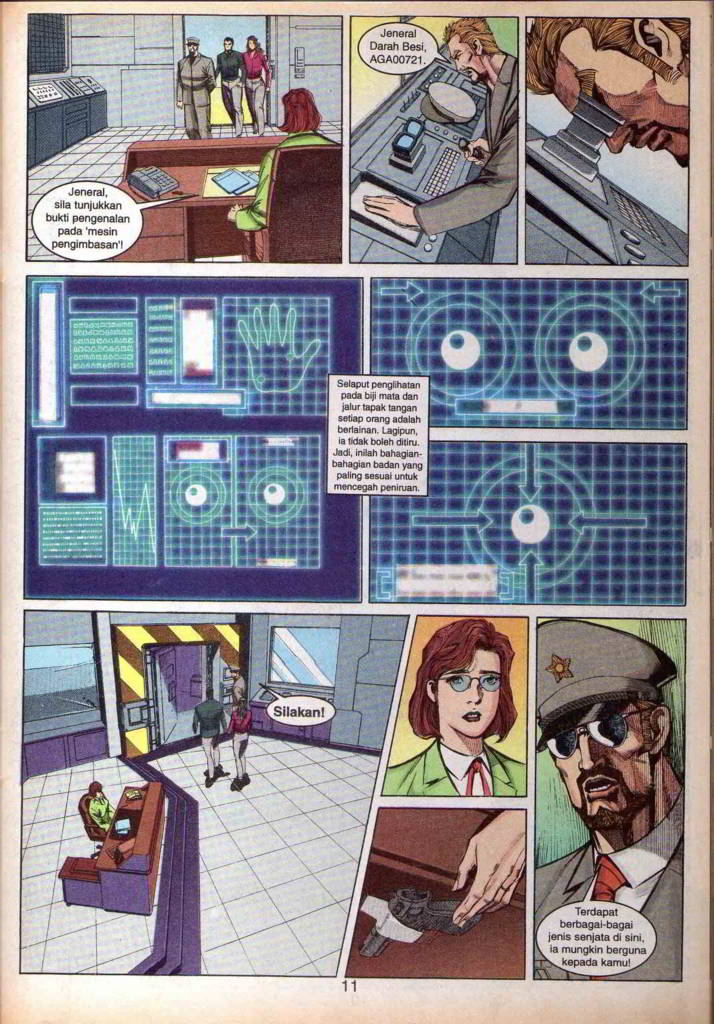 Jeneral,
sila tunjukkan
bukti pengenalan
pada 'mesin
pengimbasan'!
Jeneral
Darah Besi,
AGA00721.
Selaput penglihatan
pada biji mata dan
jalur tapak tangan
setiap orang adalah
berlainan. Lagipun,
ia tidak boleh ditiru.
Jadi, inilah bahagian-
bahagian badan yang
paling sesuai untuk
mencegah peniruan.
Silakan!
Terdapat
berbagai-bagai
jenis senjata di sini,
ia mungkin berguna
kepada kamu!
11